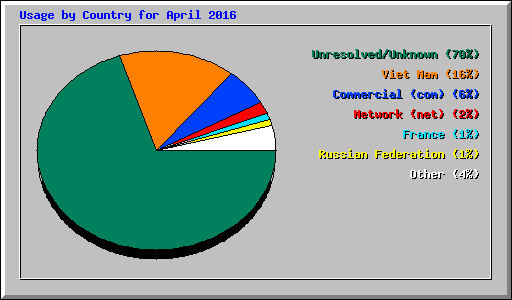 Usage by Country for April 2016
Unresolved/Unknown (70%)
Viet Nam (16%)
Commercial (com) (6%)
Network (net) (2%)
France (1%)
Russian Federation (1%)
Other (4%)